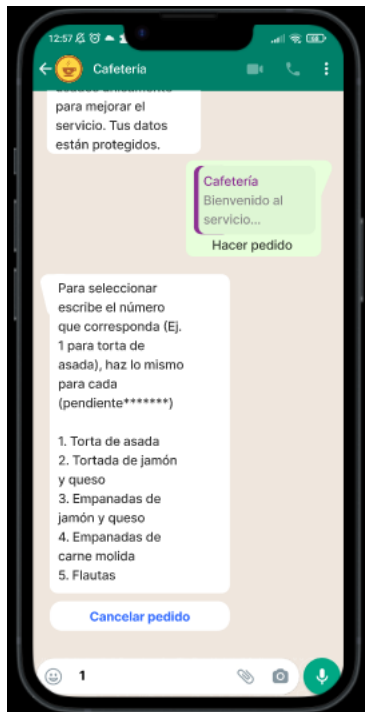 12:57
Cafetería
para mejorar el
servicio. Tus datos
están protegidos.
Cafetería
Bienvenido al
servicio...
Hacer pedido
Para seleccionar
escribe el número
que corresponda (Ej.
1 para torta de
asada), haz lo mismo
para cada
(pendiente*******)
1. Torta de asada
2. Tortada de jamón
y queso
3. Empanadas de
jamón y queso
4. Empanadas de
carne molida
5. Flautas
Cancelar pedido
1